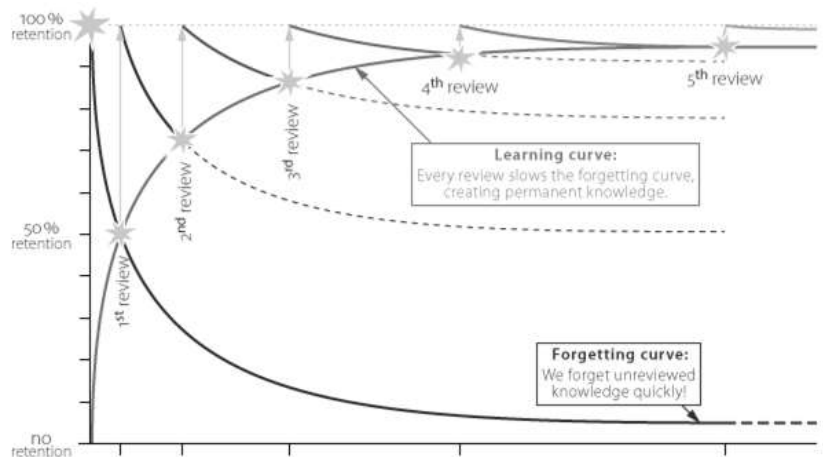 100%
retention
1st review
2nd review
3rd review
4th review
5th review
Learning curve:
Every review slows the forgetting curve,
creating permanent knowledge.
50%
retention
Forgetting curve:
We forget unreviewed
knowledge quickly!
no
retention